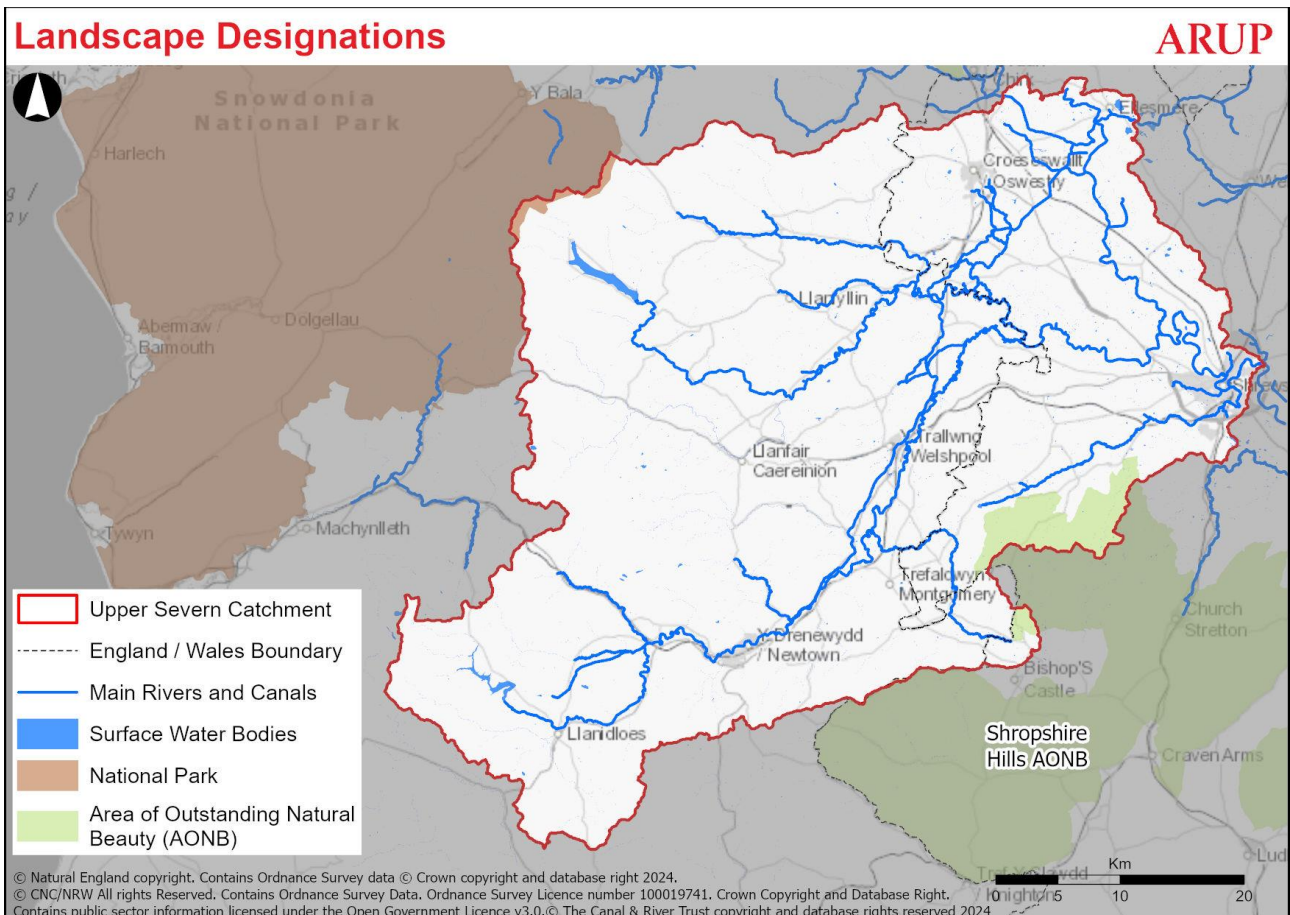 Landscape Designations
ARUP
Snowdonia
National Park
Y Bala
Chirk
Ellesmere
Harlech
Croesoswallt
/ Oswestry
Llanfyllin
Abermaw /
Barmouth
Dolgellau
Llanfair
Caereinion
Y Trallwng
/ Welshpool
Tywyn
Machynlleth
Trefaldwyn /
Montgomery
Church
Stretton
Y Drenewydd
/ Newtown
Bishop'S
Castle
Llanidloes
Shropshire
Hills AONB
Craven Arms
Upper Severn Catchment
England / Wales Boundary
Main Rivers and Canals
Surface Water Bodies
National Park
Area of Outstanding Natural
Beauty (AONB)
Km
0
5
10
20
© Natural England copyright. Contains Ordnance Survey data © Crown copyright and database right 2024.
© CNC/NRW All rights Reserved. Contains Ordnance Survey Data. Ordnance Survey Licence number 100019741. Crown Copyright and Database Right.
Contains public sector information licensed under the Open Government Licence v3.0.© The Canal & River Trust copyright and database rights reserved 2024